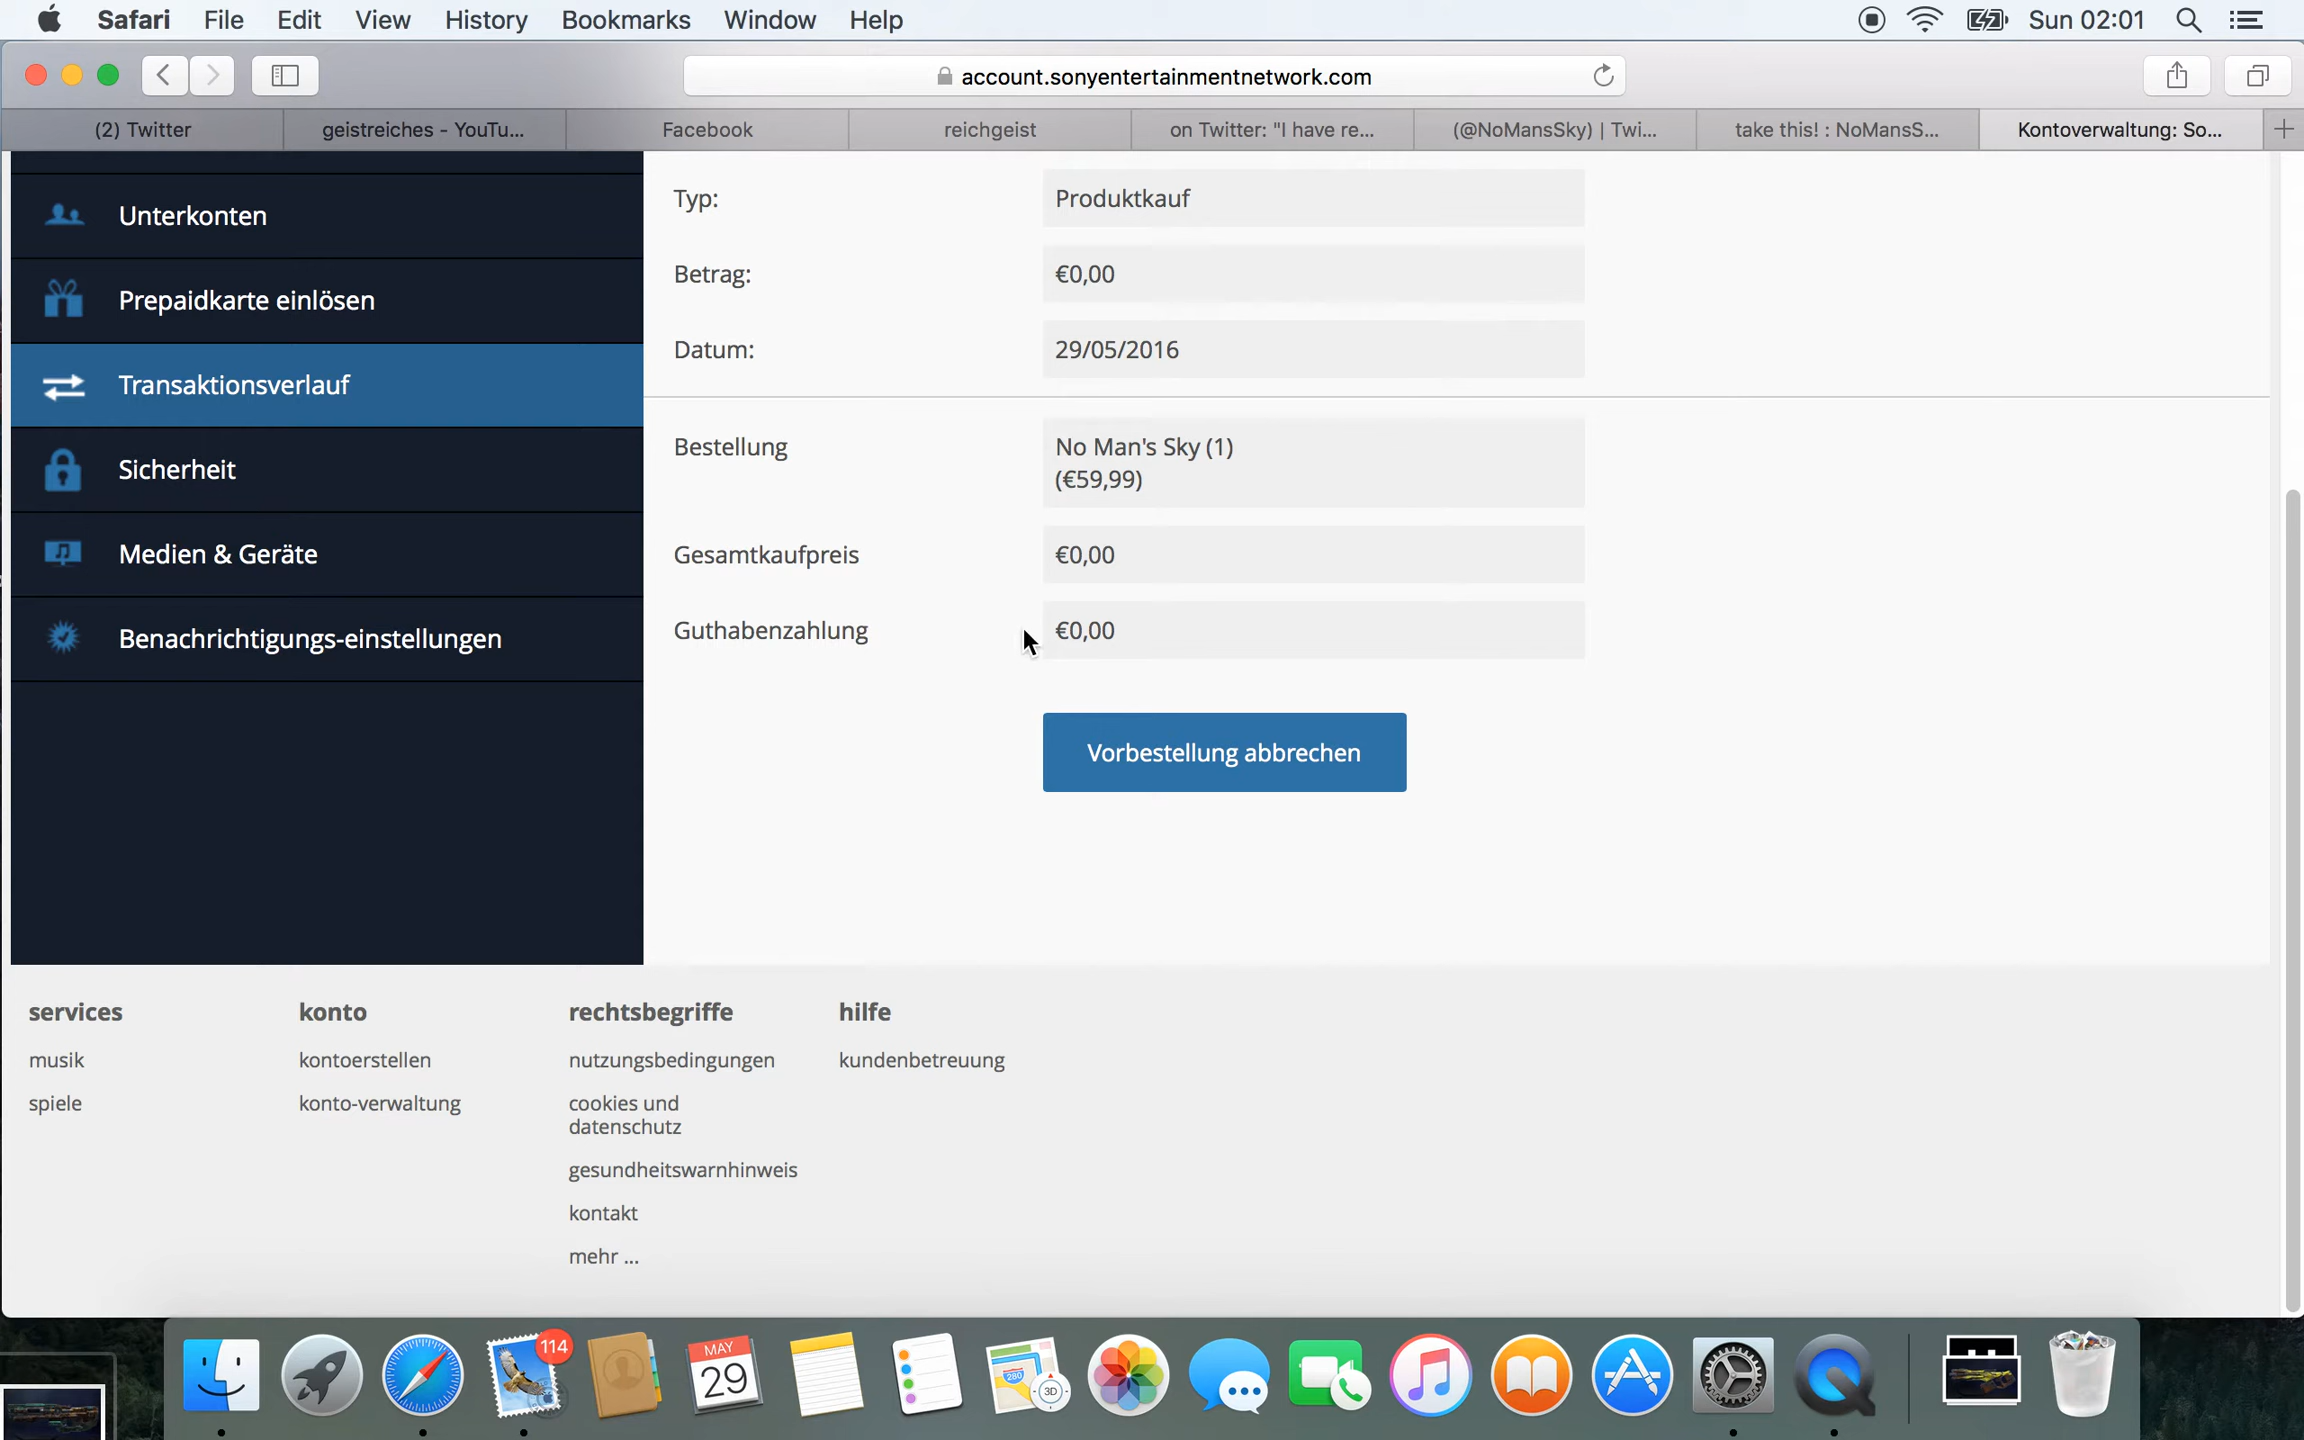 Safari File Edit View History Bookmarks Window Help Sun 02:01
account.sonyentertainmentnetwork.com
(2) Twitter
geistreiches - YouTu...
Facebook
reichgeist
on Twitter: "I have re...
(@NoMansSky) | Twi...
take this! : NoMansS...
Kontoverwaltung: So...
Unterkonten
Prepaidkarte einlösen
Transaktionsverlauf
Sicherheit
Medien & Geräte
Benachrichtigungs-einstellungen
Typ: Produktkauf
Betrag: €0,00
Datum: 29/05/2016
Bestellung No Man's Sky (1)
(€59,99)
Gesamtkaufpreis €0,00
Guthabenzahlung €0,00
Vorbestellung abbrechen
services
musik
spiele
konto
kontoerstellen
konto-verwaltung
rechtsbegriffe
nutzungsbedingungen
cookies und
datenschutz
gesundheitswarnhinweis
kontakt
mehr ...
hilfe
kundenbetreuung
114
MAY
29
280
3D